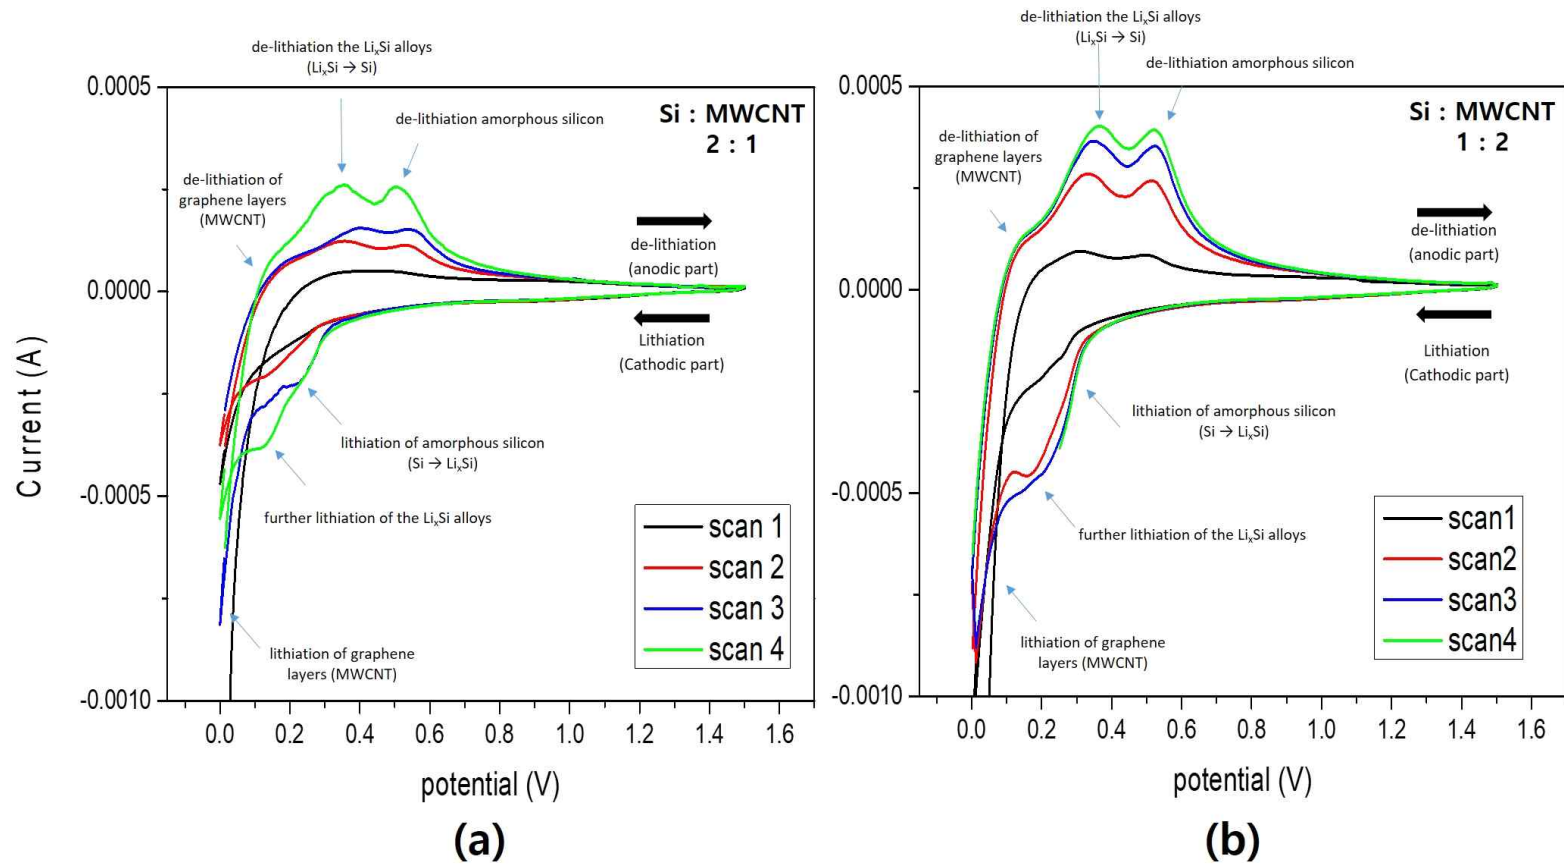 de-lithiation the LixSi alloys
(LixSi → Si)
de-lithiation amorphous silicon
de-lithiation of
graphene layers
(MWCNT)
Si : MWCNT
2 : 1
de-lithiation
(anodic part)
Lithiation
(Cathodic part)
lithiation of amorphous silicon
(Si → LixSi)
further lithiation of the LixSi alloys
lithiation of graphene
layers (MWCNT)
scan 1
scan 2
scan 3
scan 4
0.0005
0.0000
-0.0005
-0.0010
Current (A)
0.0 0.2 0.4 0.6 0.8 1.0 1.2 1.4 1.6
potential (V)
(a)
de-lithiation the LixSi alloys
(LixSi → Si)
de-lithiation amorphous silicon
de-lithiation of
graphene layers
(MWCNT)
Si : MWCNT
1 : 2
de-lithiation
(anodic part)
Lithiation
(Cathodic part)
lithiation of amorphous silicon
(Si → LixSi)
further lithiation of the LixSi alloys
lithiation of graphene
layers (MWCNT)
scan1
scan2
scan3
scan4
0.0005
0.0000
-0.0005
-0.0010
0.0 0.2 0.4 0.6 0.8 1.0 1.2 1.4 1.6
potential (V)
(b)